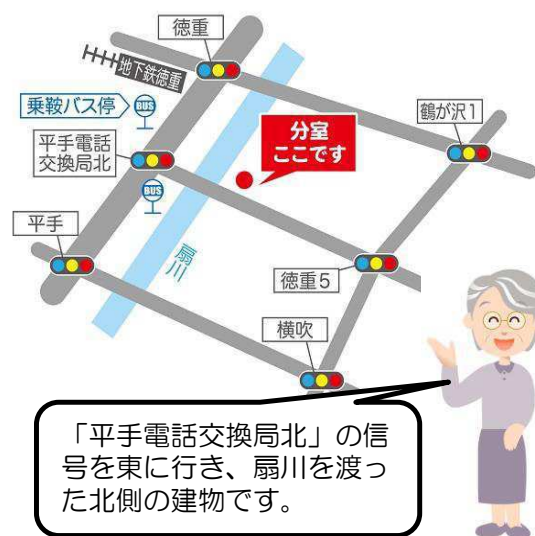 徳重
地下鉄徳重
乗鞍バス停
BUS
鶴が沢1
分室
ここです
平手電話
交換局北
BUS
平手
扇川
徳重5
横吹
「平手電話交換局北」の信
号を東に行き、扇川を渡っ
た北側の建物です。